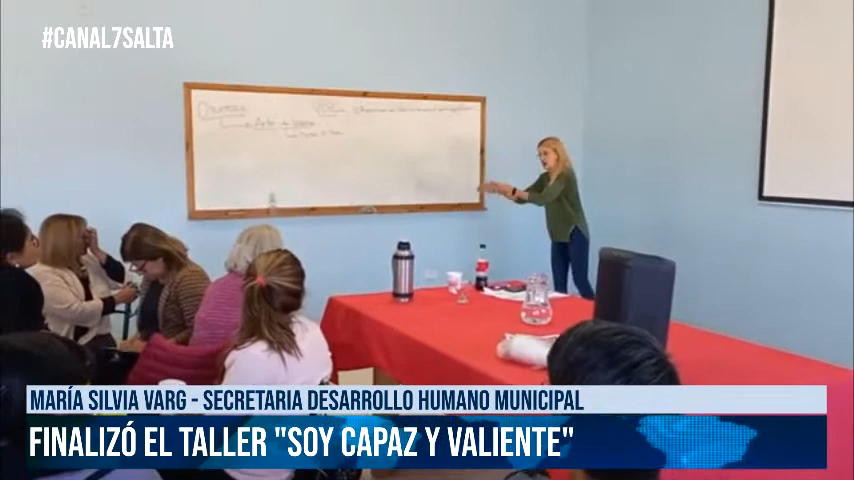 #CANAL7SALTA
MARÍA SILVIA VARG - SECRETARIA DESARROLLO HUMANO MUNICIPAL
FINALIZÓ EL TALLER "SOY CAPAZ Y VALIENTE"